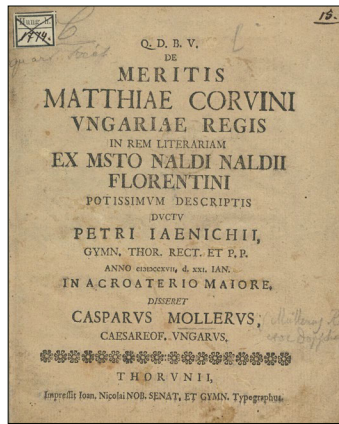 15.
Hung. h.
1774.
Q. D. B. V.
DE
MERITIS
MATTHIAE CORVINI
VNGARIAE REGIS
IN REM LITERARIAM
EX MSTO NALDI NALDII
FLORENTINI
POTISSIMVM DESCRIPTIS
DVCTV
PETRI IAENICHII,
GYMN. THOR. RECT. ET P. P.
ANNO CIƆIƆCCXVII, d. XXI. IAN.
IN ACROATERIO MAIORE,
DISSERET
CASPARVS MOLLERVS,
CAESAREOF. VNGARVS.
THORVNII,
Impressit Ioan. Nicolai NOB. SENAT. ET GYMN. Typographus.